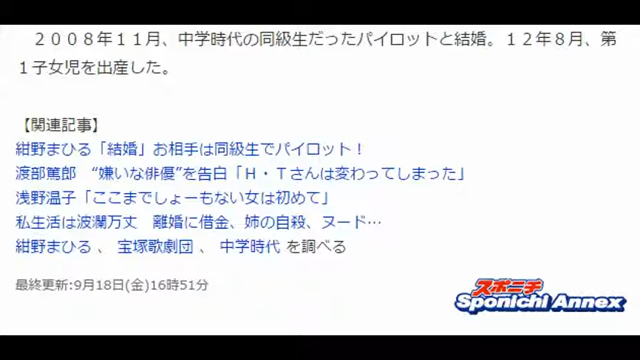 ２００８年１１月、中学時代の同級生だったパイロットと結婚。１２年８月、第
１子女児を出産した。
【関連記事】
紺野まひる「結婚」お相手は同級生でパイロット！
渡部篤郎　“嫌いな俳優”を告白「Ｈ・Ｔさんは変わってしまった」
浅野温子「ここまでしょーもない女は初めて」
私生活は波瀾万丈　離婚に借金、姉の自殺、ヌード…
紺野まひる 、 宝塚歌劇団 、 中学時代 を調べる
最終更新:9月18日(金)16時51分
スポニチ
Sponichi Annex